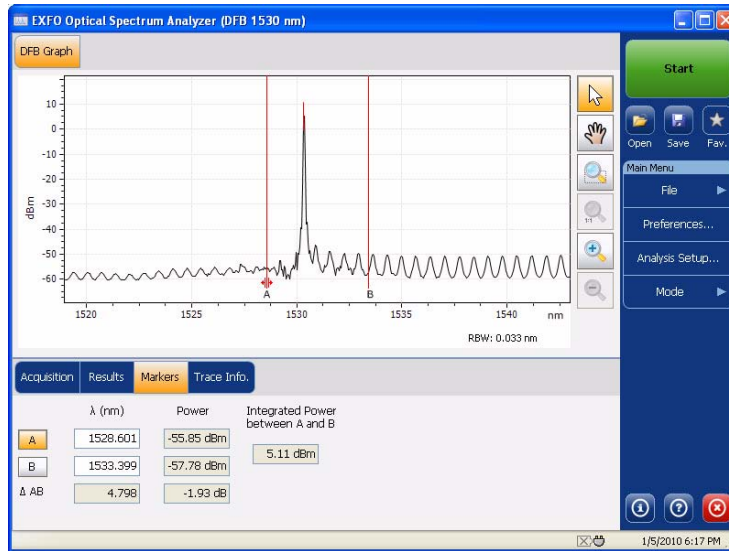 EXFO Optical Spectrum Analyzer (DFB 1530 nm)
DFB Graph
10
0
-10
-20
-30
-40
-50
-60
dBm
A
B
1520
1525
1530
1535
1540
nm
RBW: 0.033 nm
1:1
Start
Open Save Fav.
Main Menu
File
Preferences...
Analysis Setup...
Mode
Acquisition Results Markers Trace Info.
λ (nm) Power Integrated Power
between A and B
A 1528.601 -55.85 dBm 5.11 dBm
B 1533.399 -57.78 dBm
Δ AB 4.798 -1.93 dB
1/5/2010 6:17 PM